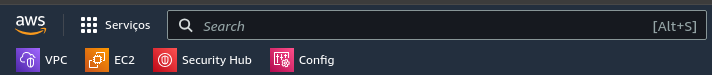 aws Serviços Search [Alt+S]
VPC EC2 Security Hub Config